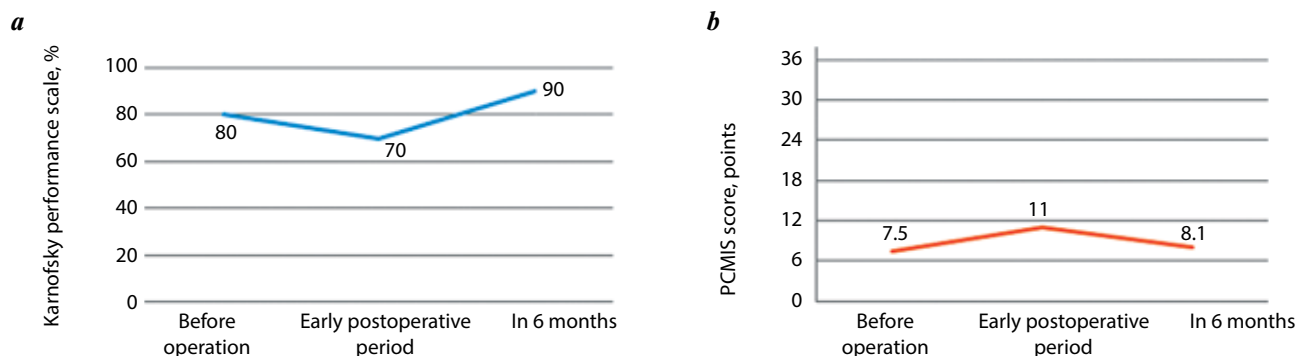 a
Karnofsky performance scale, %
100
80
60
40
20
0
80
70
90
Before
operation
Early postoperative
period
In 6 months
b
PCMIS score, points
36
30
24
18
12
6
0
7.5
11
8.1
Before
operation
Early postoperative
period
In 6 months